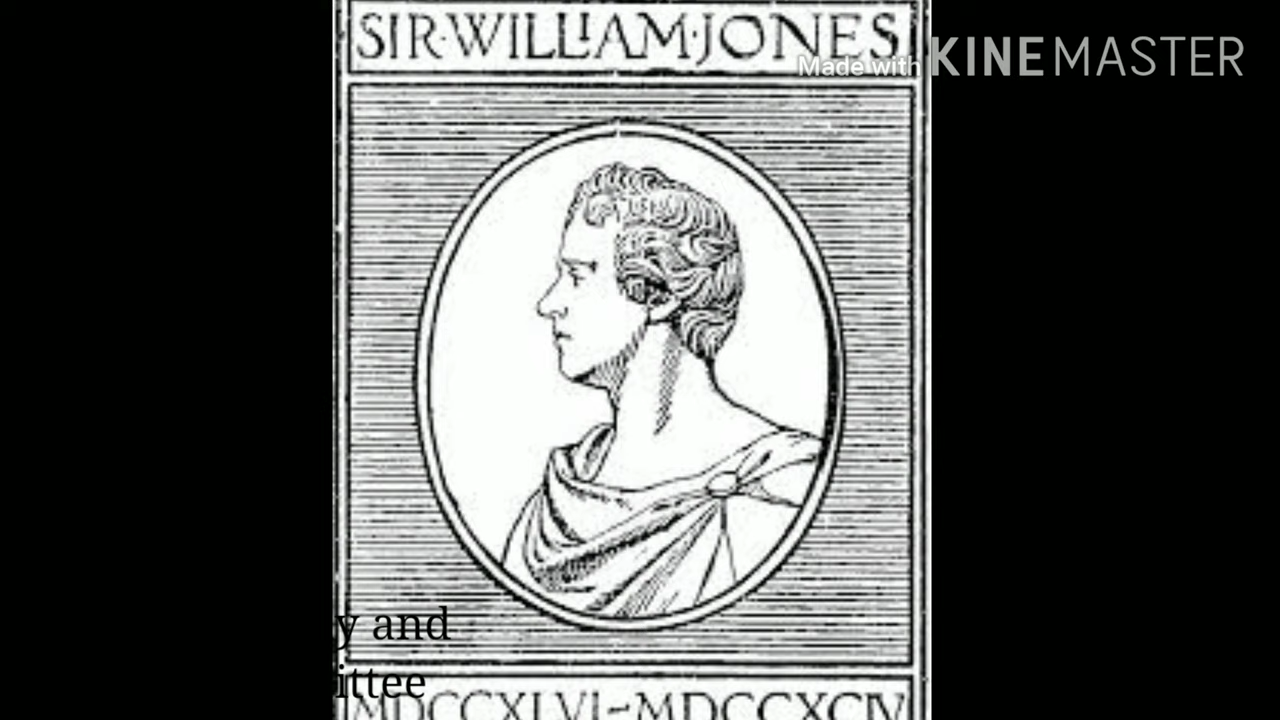 SIR·WILLIAM·JONES
Made with KINEMASTER
y and
ittee
MDCCXLVI-MDCCXCIV